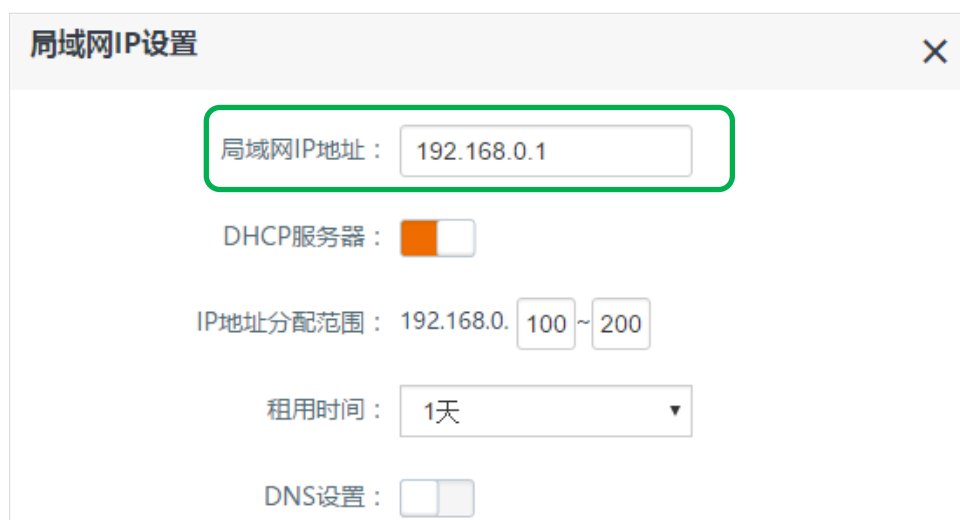 局域网IP设置
局域网IP地址： 192.168.0.1
DHCP服务器：
IP地址分配范围： 192.168.0. 100 ~ 200
租用时间： 1天
DNS设置：